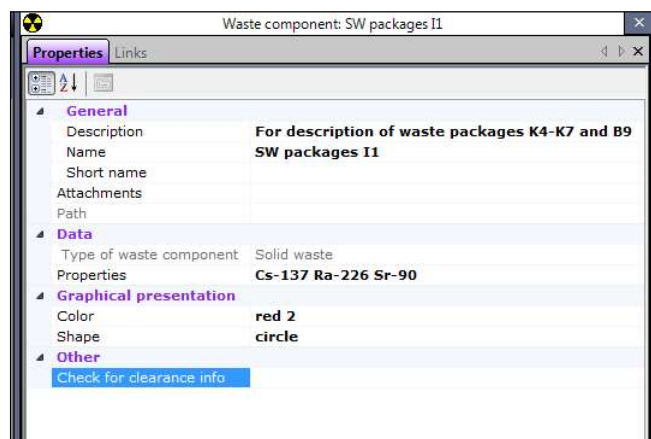 Waste component: SW packages I1
Properties Links
General
Description For description of waste packages K4-K7 and B9
Name SW packages I1
Short name
Attachments
Path
Data
Type of waste component Solid waste
Properties Cs-137 Ra-226 Sr-90
Graphical presentation
Color red 2
Shape circle
Other
Check for clearance info